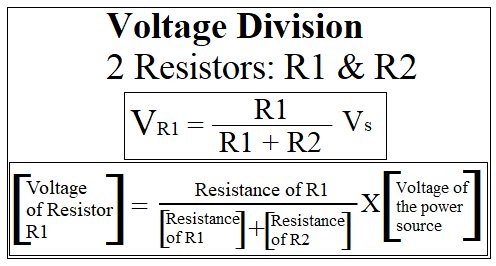 Voltage Division
2 Resistors: R1 & R2
R1
VR1 = Vs
R1 + R2
Voltage of Resistor R1 = Resistance of R1 X Voltage of the power source
Resistance of R1 + Resistance of R2